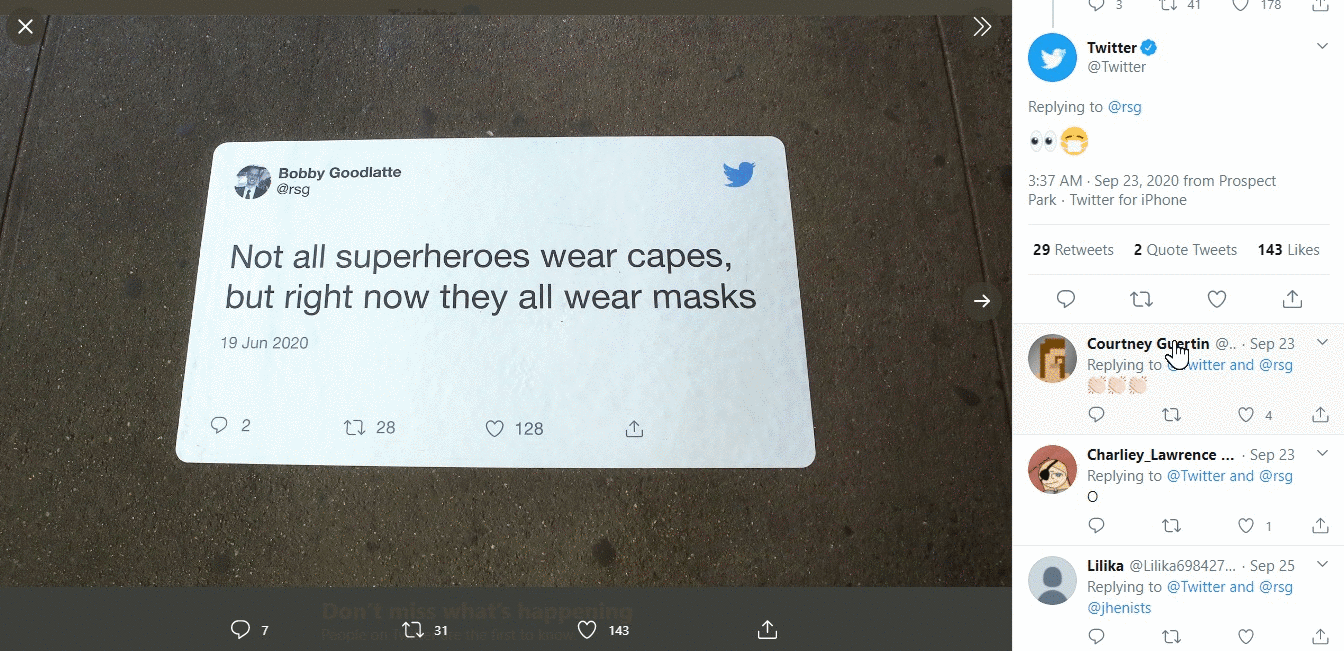 Bobby Goodlatte
@rsg
Not all superheroes wear capes,
but right now they all wear masks
19 Jun 2020
2 28 128
Don't miss what's happening
7 31 143
3 41 178
Twitter
@Twitter
Replying to @rsg
👀😷
3:37 AM · Sep 23, 2020 from Prospect
Park · Twitter for iPhone
29 Retweets 2 Quote Tweets 143 Likes
Courtney Guertin @.. · Sep 23
Replying to @Twitter and @rsg
👏🏻👏🏻👏🏻
4
Charliey_Lawrence ... · Sep 23
Replying to @Twitter and @rsg
O
1
Lilika @Lilika698427... · Sep 25
Replying to @Twitter and @rsg
@jhenists